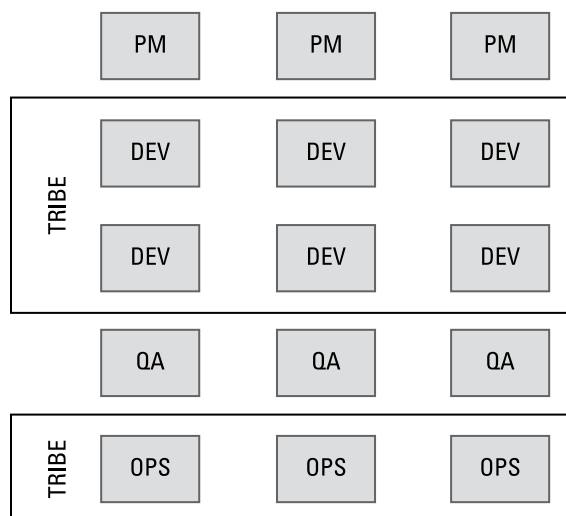 PM PM PM
TRIBE
DEV DEV DEV
DEV DEV DEV
QA QA QA
TRIBE
OPS OPS OPS